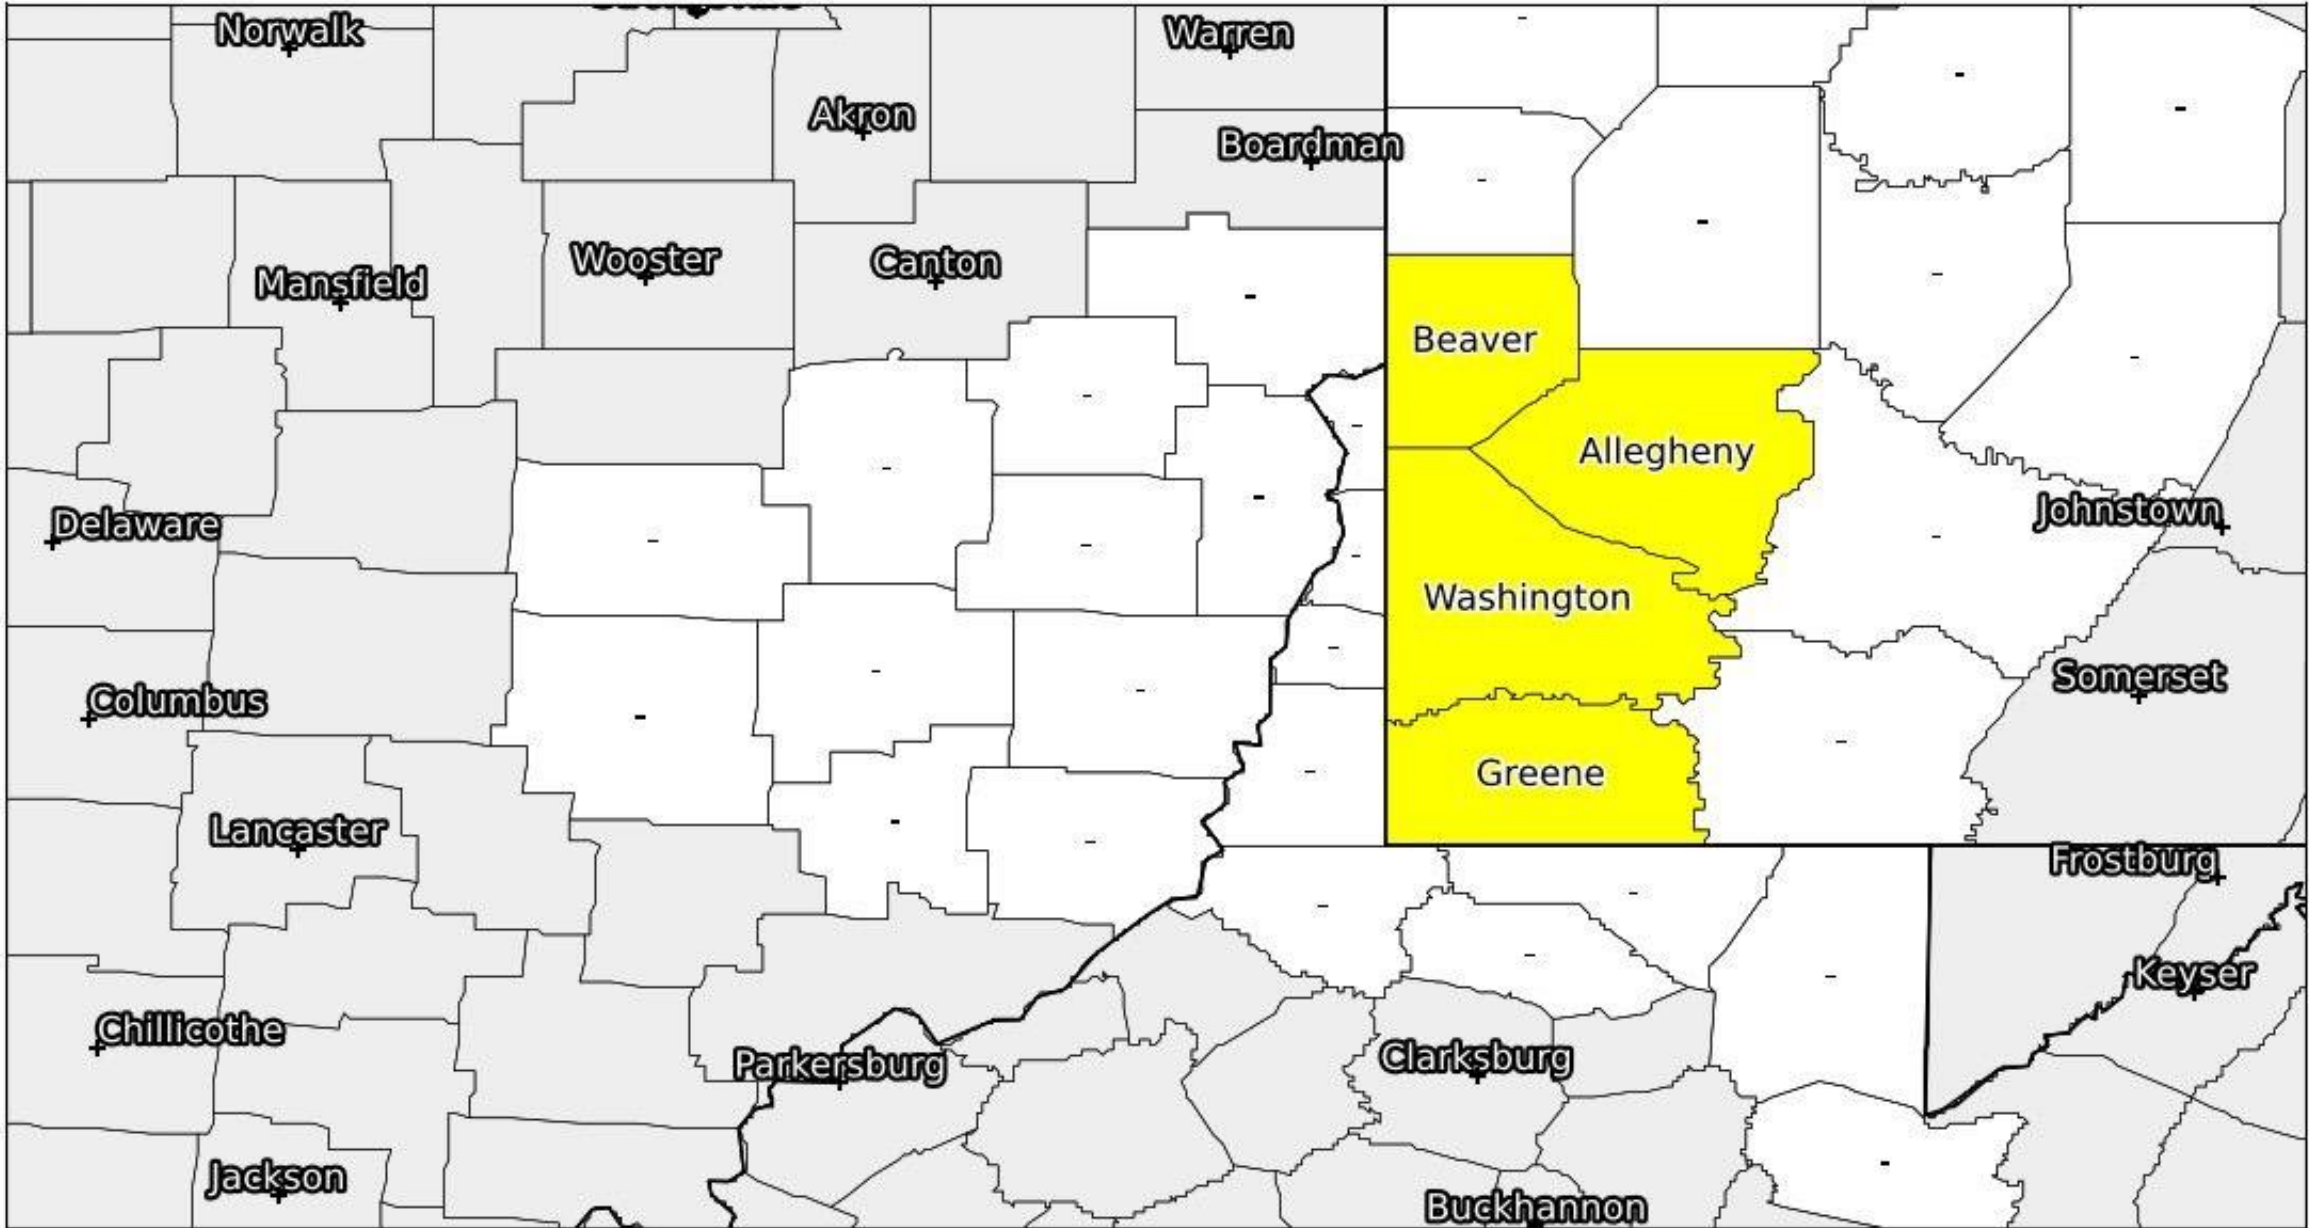 Norwalk
Warren
Akron
Boardman
Wooster
Canton
Mansfield
Beaver
Allegheny
Delaware
Johnstown
Washington
Columbus
Somerset
Greene
Lancaster
Frostburg
Keyser
Chillicothe
Parkersburg
Clarksburg
Jackson
Buckhannon